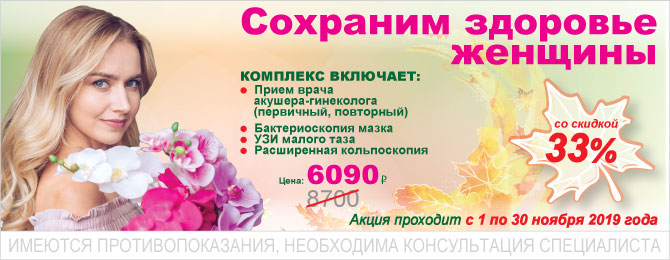 Сохраним здоровье
женщины
КОМПЛЕКС ВКЛЮЧАЕТ:
Прием врача
акушера-гинеколога
(первичный, повторный)
Бактериоскопия мазка
УЗИ малого таза
Расширенная кольпоскопия
со скидкой
33%
Цена: 6090 ₽
8700
Акция проходит с 1 по 30 ноября 2019 года
ИМЕЮТСЯ ПРОТИВОПОКАЗАНИЯ, НЕОБХОДИМА КОНСУЛЬТАЦИЯ СПЕЦИАЛИСТА